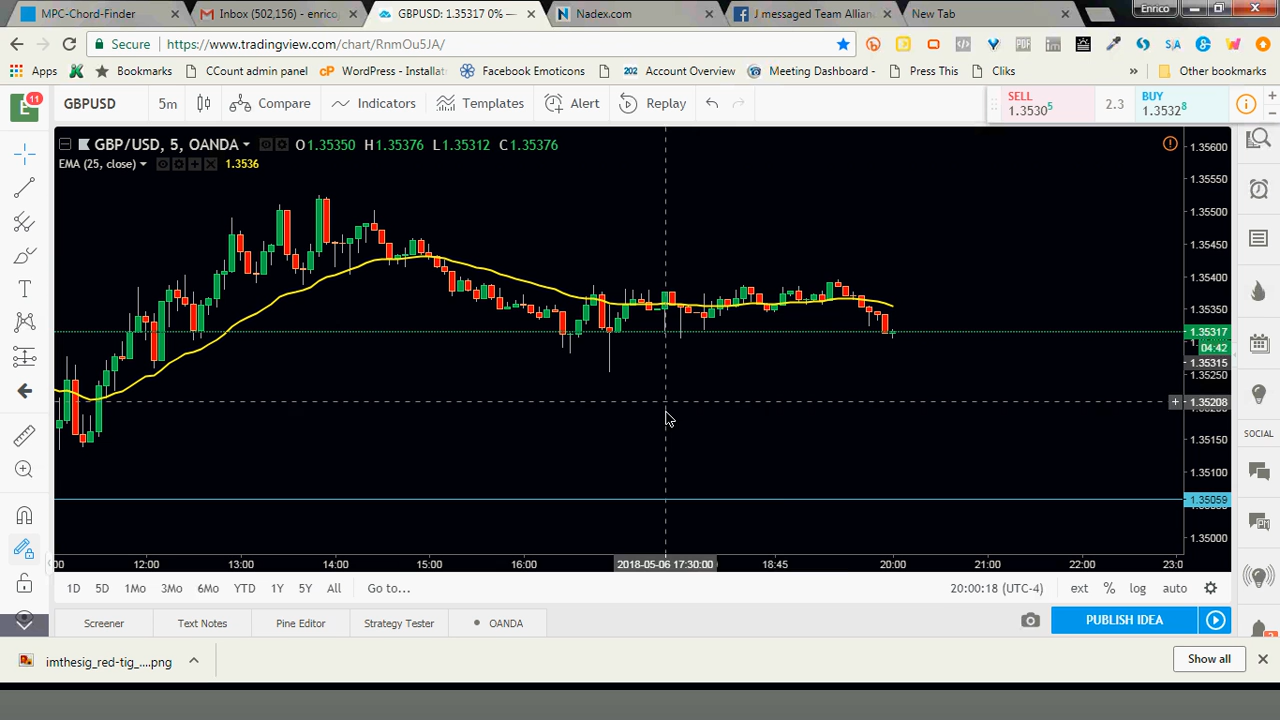 MPC-Chord-Finder
Inbox (502,156) - enrico
GBPUSD: 1.35317 0% —
Nadex.com
J messaged Team Allian
New Tab
Enrico
Secure
https://www.tradingview.com/chart/BmOu5JA/
Apps
Bookmarks
CCount admin panel
WordPress - Installat
Facebook Emoticons
202 Account Overview
Meeting Dashboard -
Press This
Cliks
»
Other bookmarks
E 11
GBPUSD
5m
Compare
Indicators
Templates
Alert
Replay
SELL
1.3530⁵
2.3
BUY
1.3532⁸
GBP/USD, 5, OANDA
O1.35350 H1.35376 L1.35312 C1.35376
EMA (25, close)
1.3536
1.35600
1.35550
1.35500
1.35450
1.35400
1.35350
1.35317
04:42
1.35315
1.35250
1.35208
1.35150
1.35100
1.35059
1.35000
SOCIAL
12:00
13:00
14:00
15:00
16:00
2018-05-06 17:30:00
18:45
20:00
21:00
22:00
23:0
1D
5D
1Mo
3Mo
6Mo
YTD
1Y
5Y
All
Go to...
20:00:18 (UTC-4)
ext
%
log
auto
Screener
Text Notes
Pine Editor
Strategy Tester
OANDA
PUBLISH IDEA
imthesig_red-tig_....png
Show all